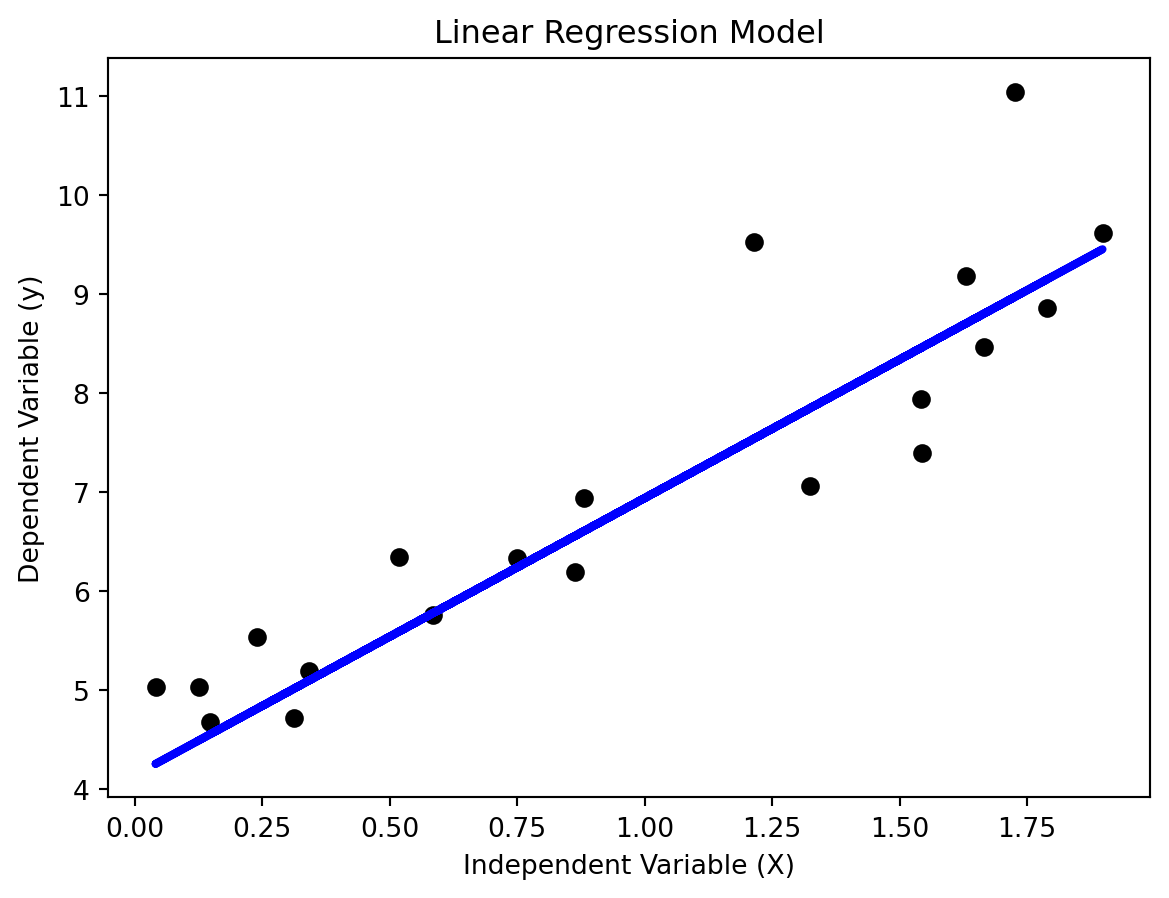 Linear Regression Model
11
10
9
8
7
6
5
4
Dependent Variable (y)
0.00 0.25 0.50 0.75 1.00 1.25 1.50 1.75
Independent Variable (X)